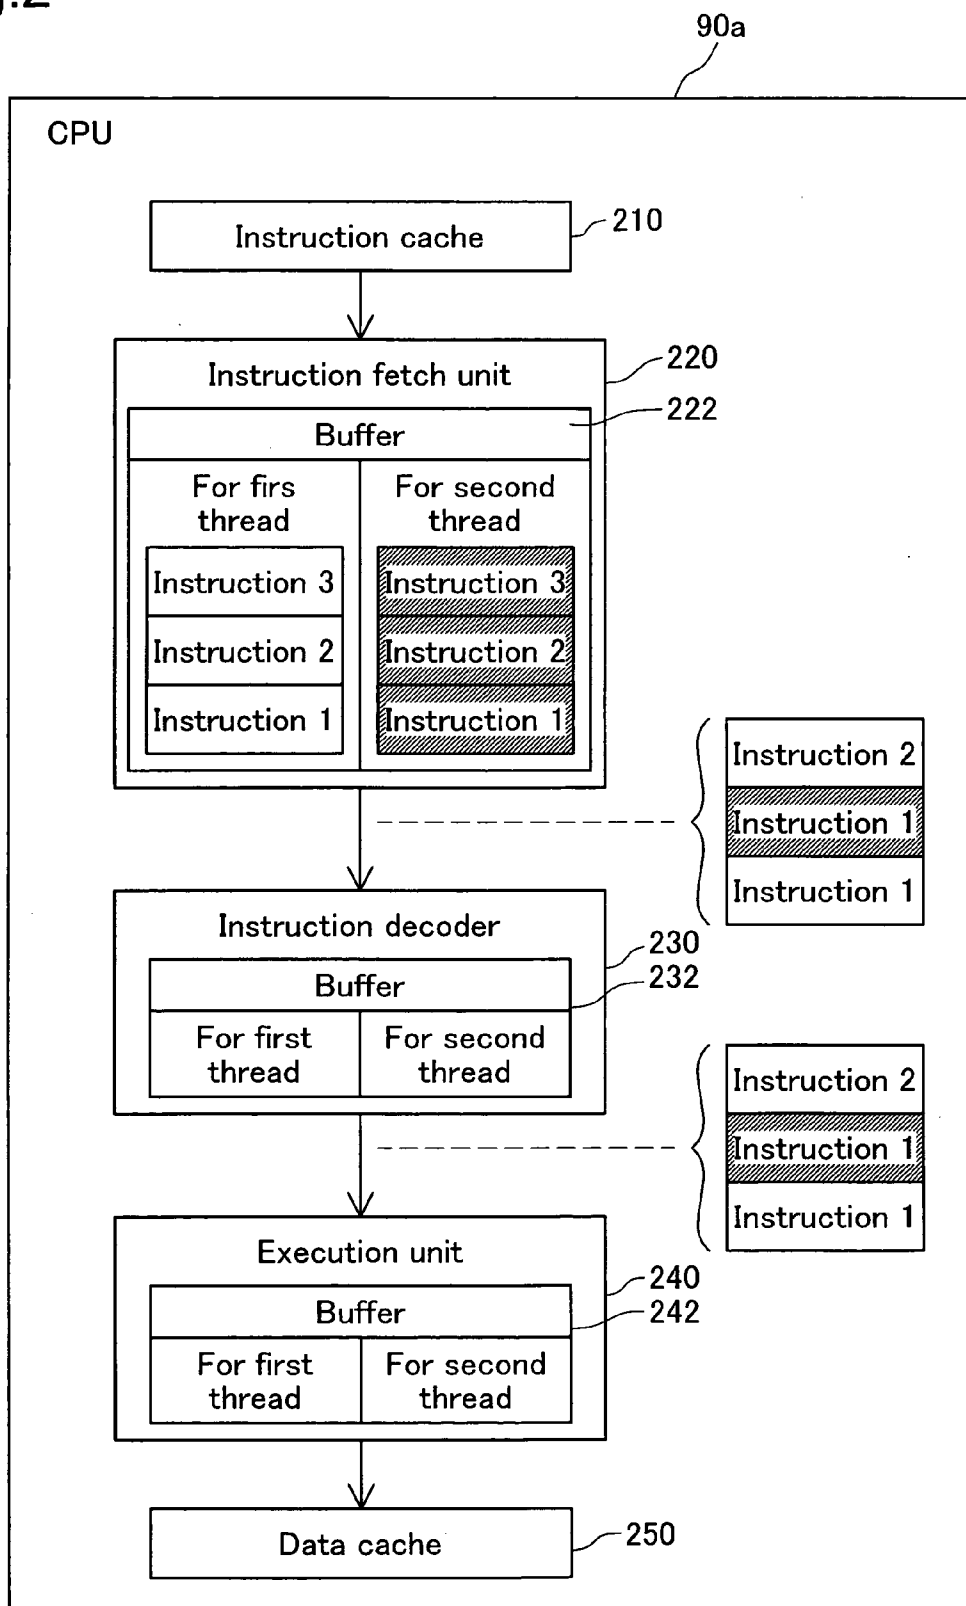 90a
CPU
Instruction cache
210
Instruction fetch unit
220
222
Buffer
For firs
thread
For second
thread
Instruction 3
Instruction 2
Instruction 1
Instruction 3
Instruction 2
Instruction 1
Instruction 2
Instruction 1
Instruction 1
Instruction decoder
230
232
Buffer
For first
thread
For second
thread
Instruction 2
Instruction 1
Instruction 1
Execution unit
240
242
Buffer
For first
thread
For second
thread
Data cache
250